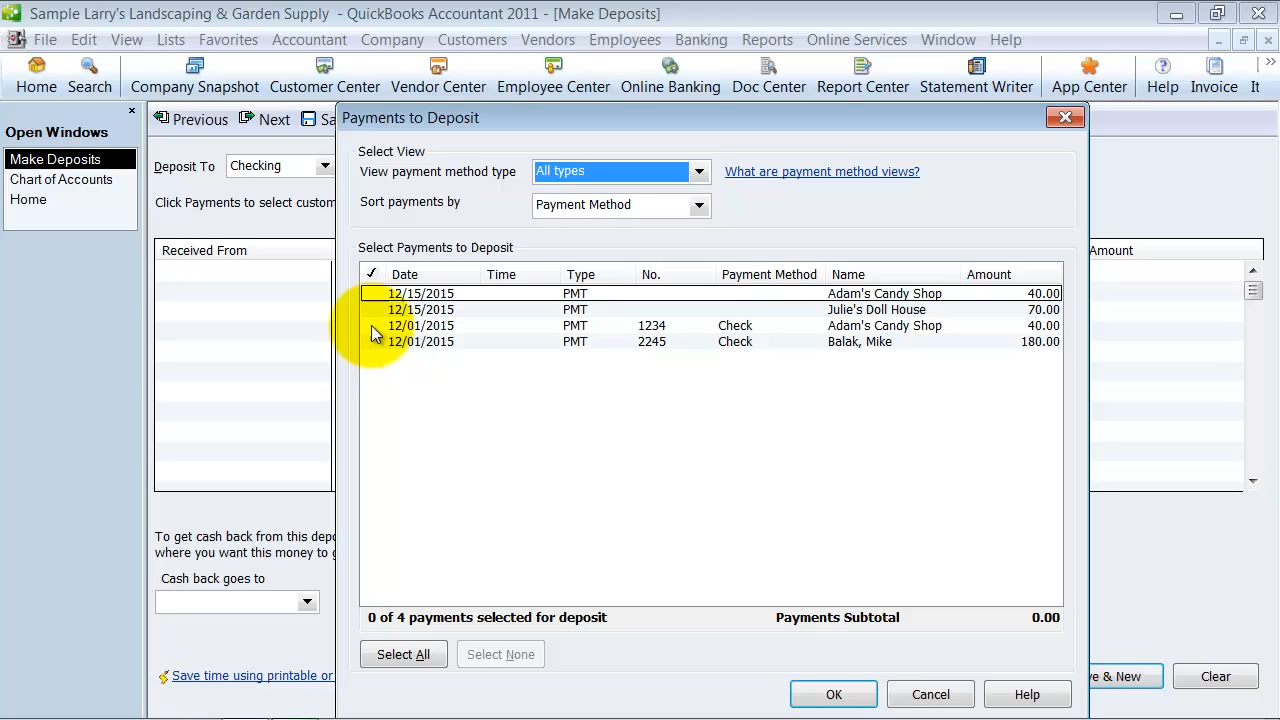 Sample Larry's Landscaping & Garden Supply - QuickBooks Accountant 2011 - [Make Deposits]
File Edit View Lists Favorites Accountant Company Customers Vendors Employees Banking Reports Online Services Window Help
Home Search Company Snapshot Customer Center Vendor Center Employee Center Online Banking Doc Center Report Center Statement Writer App Center Help Invoice It
Open Windows
Make Deposits
Chart of Accounts
Home
Previous Next Sa
Deposit To Checking
Click Payments to select custom
Received From
Amount
To get cash back from this depo
where you want this money to g
Cash back goes to
Save time using printable or
e & New Clear
Payments to Deposit
Select View
View payment method type All types What are payment method views?
Sort payments by Payment Method
Select Payments to Deposit
✓ Date Time Type No. Payment Method Name Amount
12/15/2015 PMT Adam's Candy Shop 40.00
12/15/2015 PMT Julie's Doll House 70.00
12/01/2015 PMT 1234 Check Adam's Candy Shop 40.00
12/01/2015 PMT 2245 Check Balak, Mike 180.00
0 of 4 payments selected for deposit Payments Subtotal 0.00
Select All Select None
OK Cancel Help